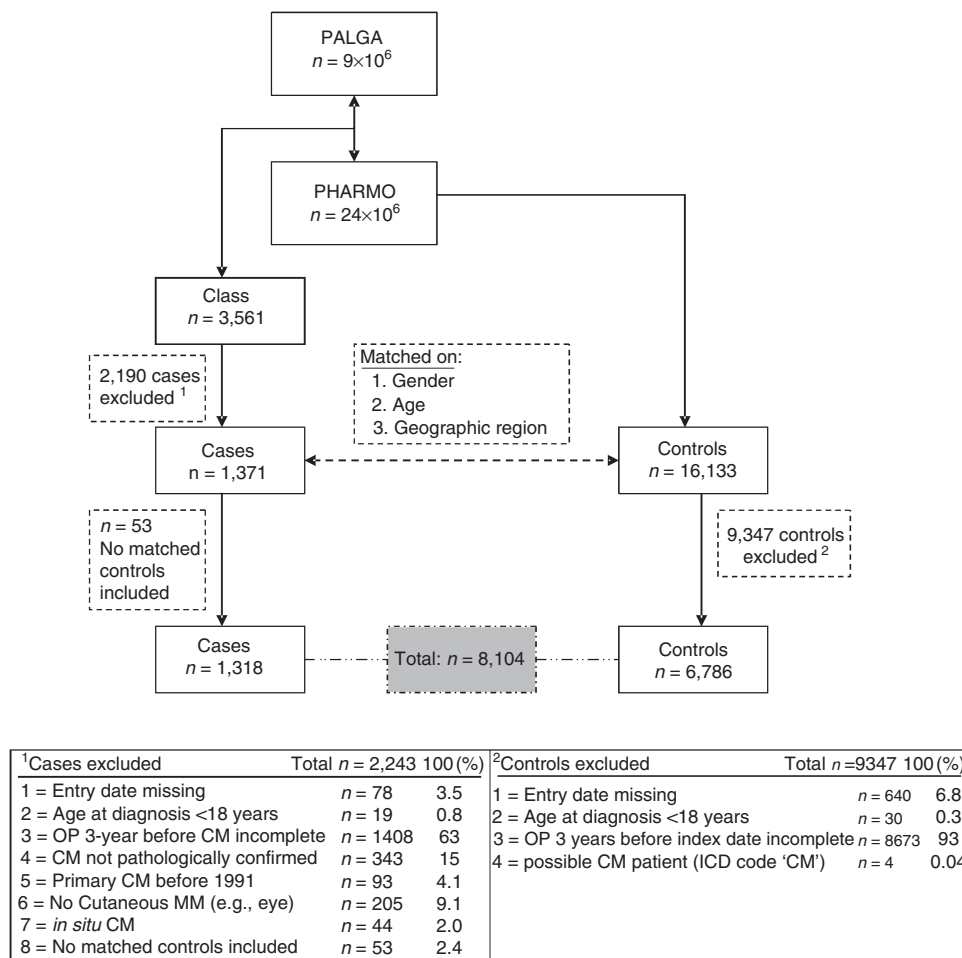 PALGA
n = 9×10⁶
PHARMO
n = 24×10⁶
Class
n = 3,561
2,190 cases
excluded ¹
Matched on:
1. Gender
2. Age
3. Geographic region
Cases
n = 1,371
Controls
n = 16,133
n = 53
No matched
controls
included
9,347 controls
excluded ²
Cases
n = 1,318
Total: n = 8,104
Controls
n = 6,786
¹Cases excluded Total n = 2,243 100 (%)
1 = Entry date missing n = 78 3.5
2 = Age at diagnosis <18 years n = 19 0.8
3 = OP 3-year before CM incomplete n = 1408 63
4 = CM not pathologically confirmed n = 343 15
5 = Primary CM before 1991 n = 93 4.1
6 = No Cutaneous MM (e.g., eye) n = 205 9.1
7 = in situ CM n = 44 2.0
8 = No matched controls included n = 53 2.4
²Controls excluded Total n =9347 100 (%)
1 = Entry date missing n = 640 6.8
2 = Age at diagnosis <18 years n = 30 0.3
3 = OP 3 years before index date incomplete n = 8673 93
4 = possible CM patient (ICD code ‘CM’) n = 4 0.04